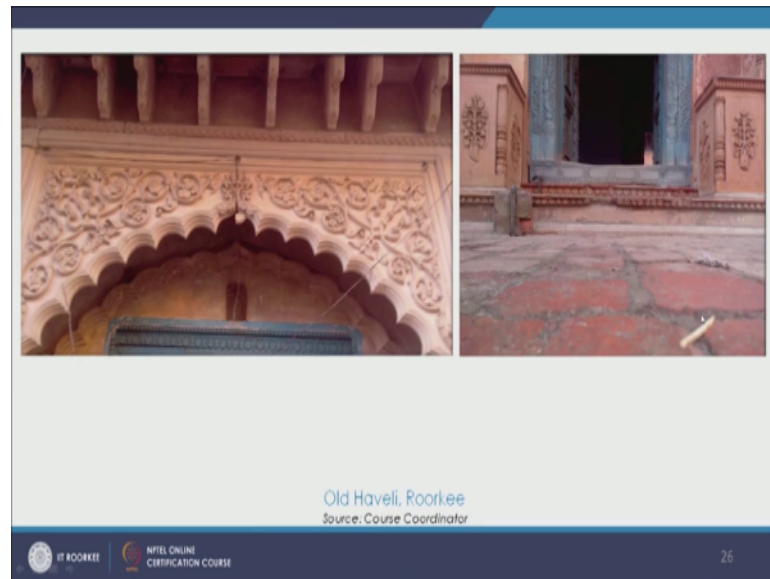 Old Haveli, Roorkee
Source: Course Coordinator
IIT ROORKEE
NPTEL ONLINE
CERTIFICATION COURSE
26